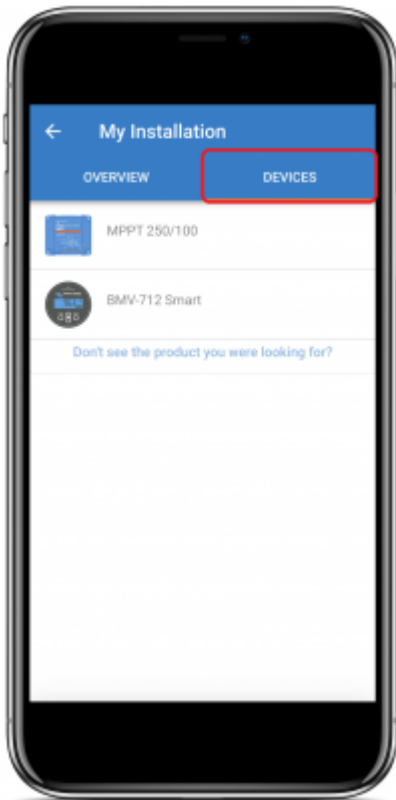 My Installation
OVERVIEW
DEVICES
MPPT 250/100
BMV-712 Smart
Don't see the product you were looking for?